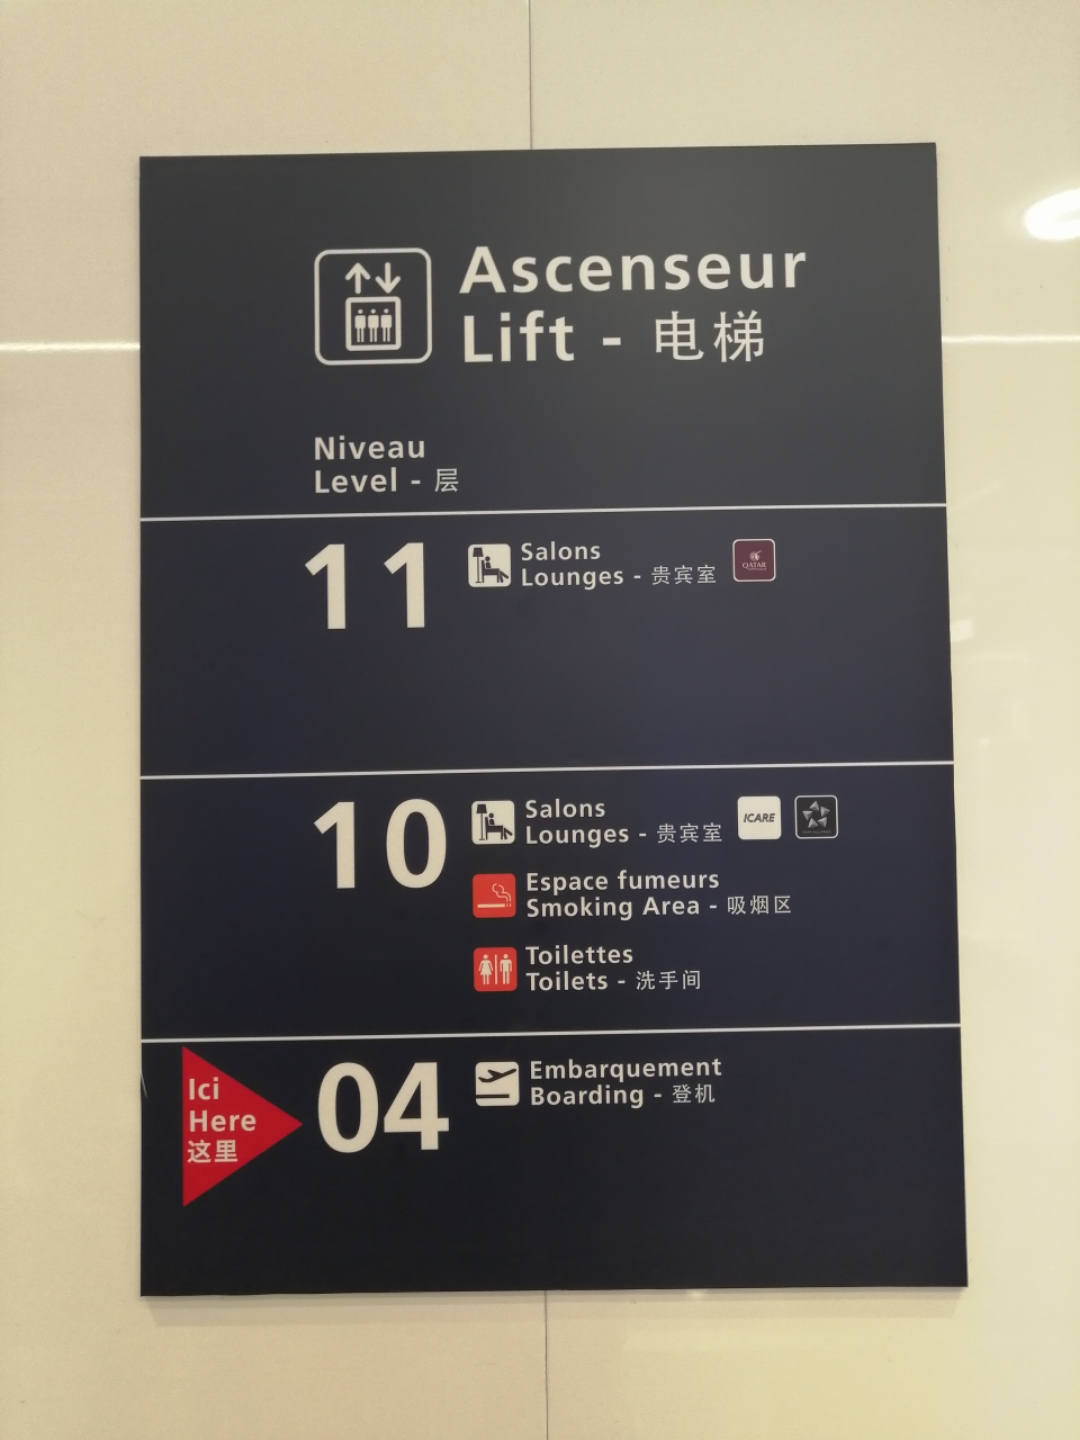 Ascenseur
Lift - 电梯
Niveau
Level - 层
11
Salons
Lounges - 贵宾室
QATAR
10
Salons
Lounges - 贵宾室
ICARE
Espace fumeurs
Smoking Area - 吸烟区
Toilettes
Toilets - 洗手间
Ici
Here
这里
04
Embarquement
Boarding - 登机